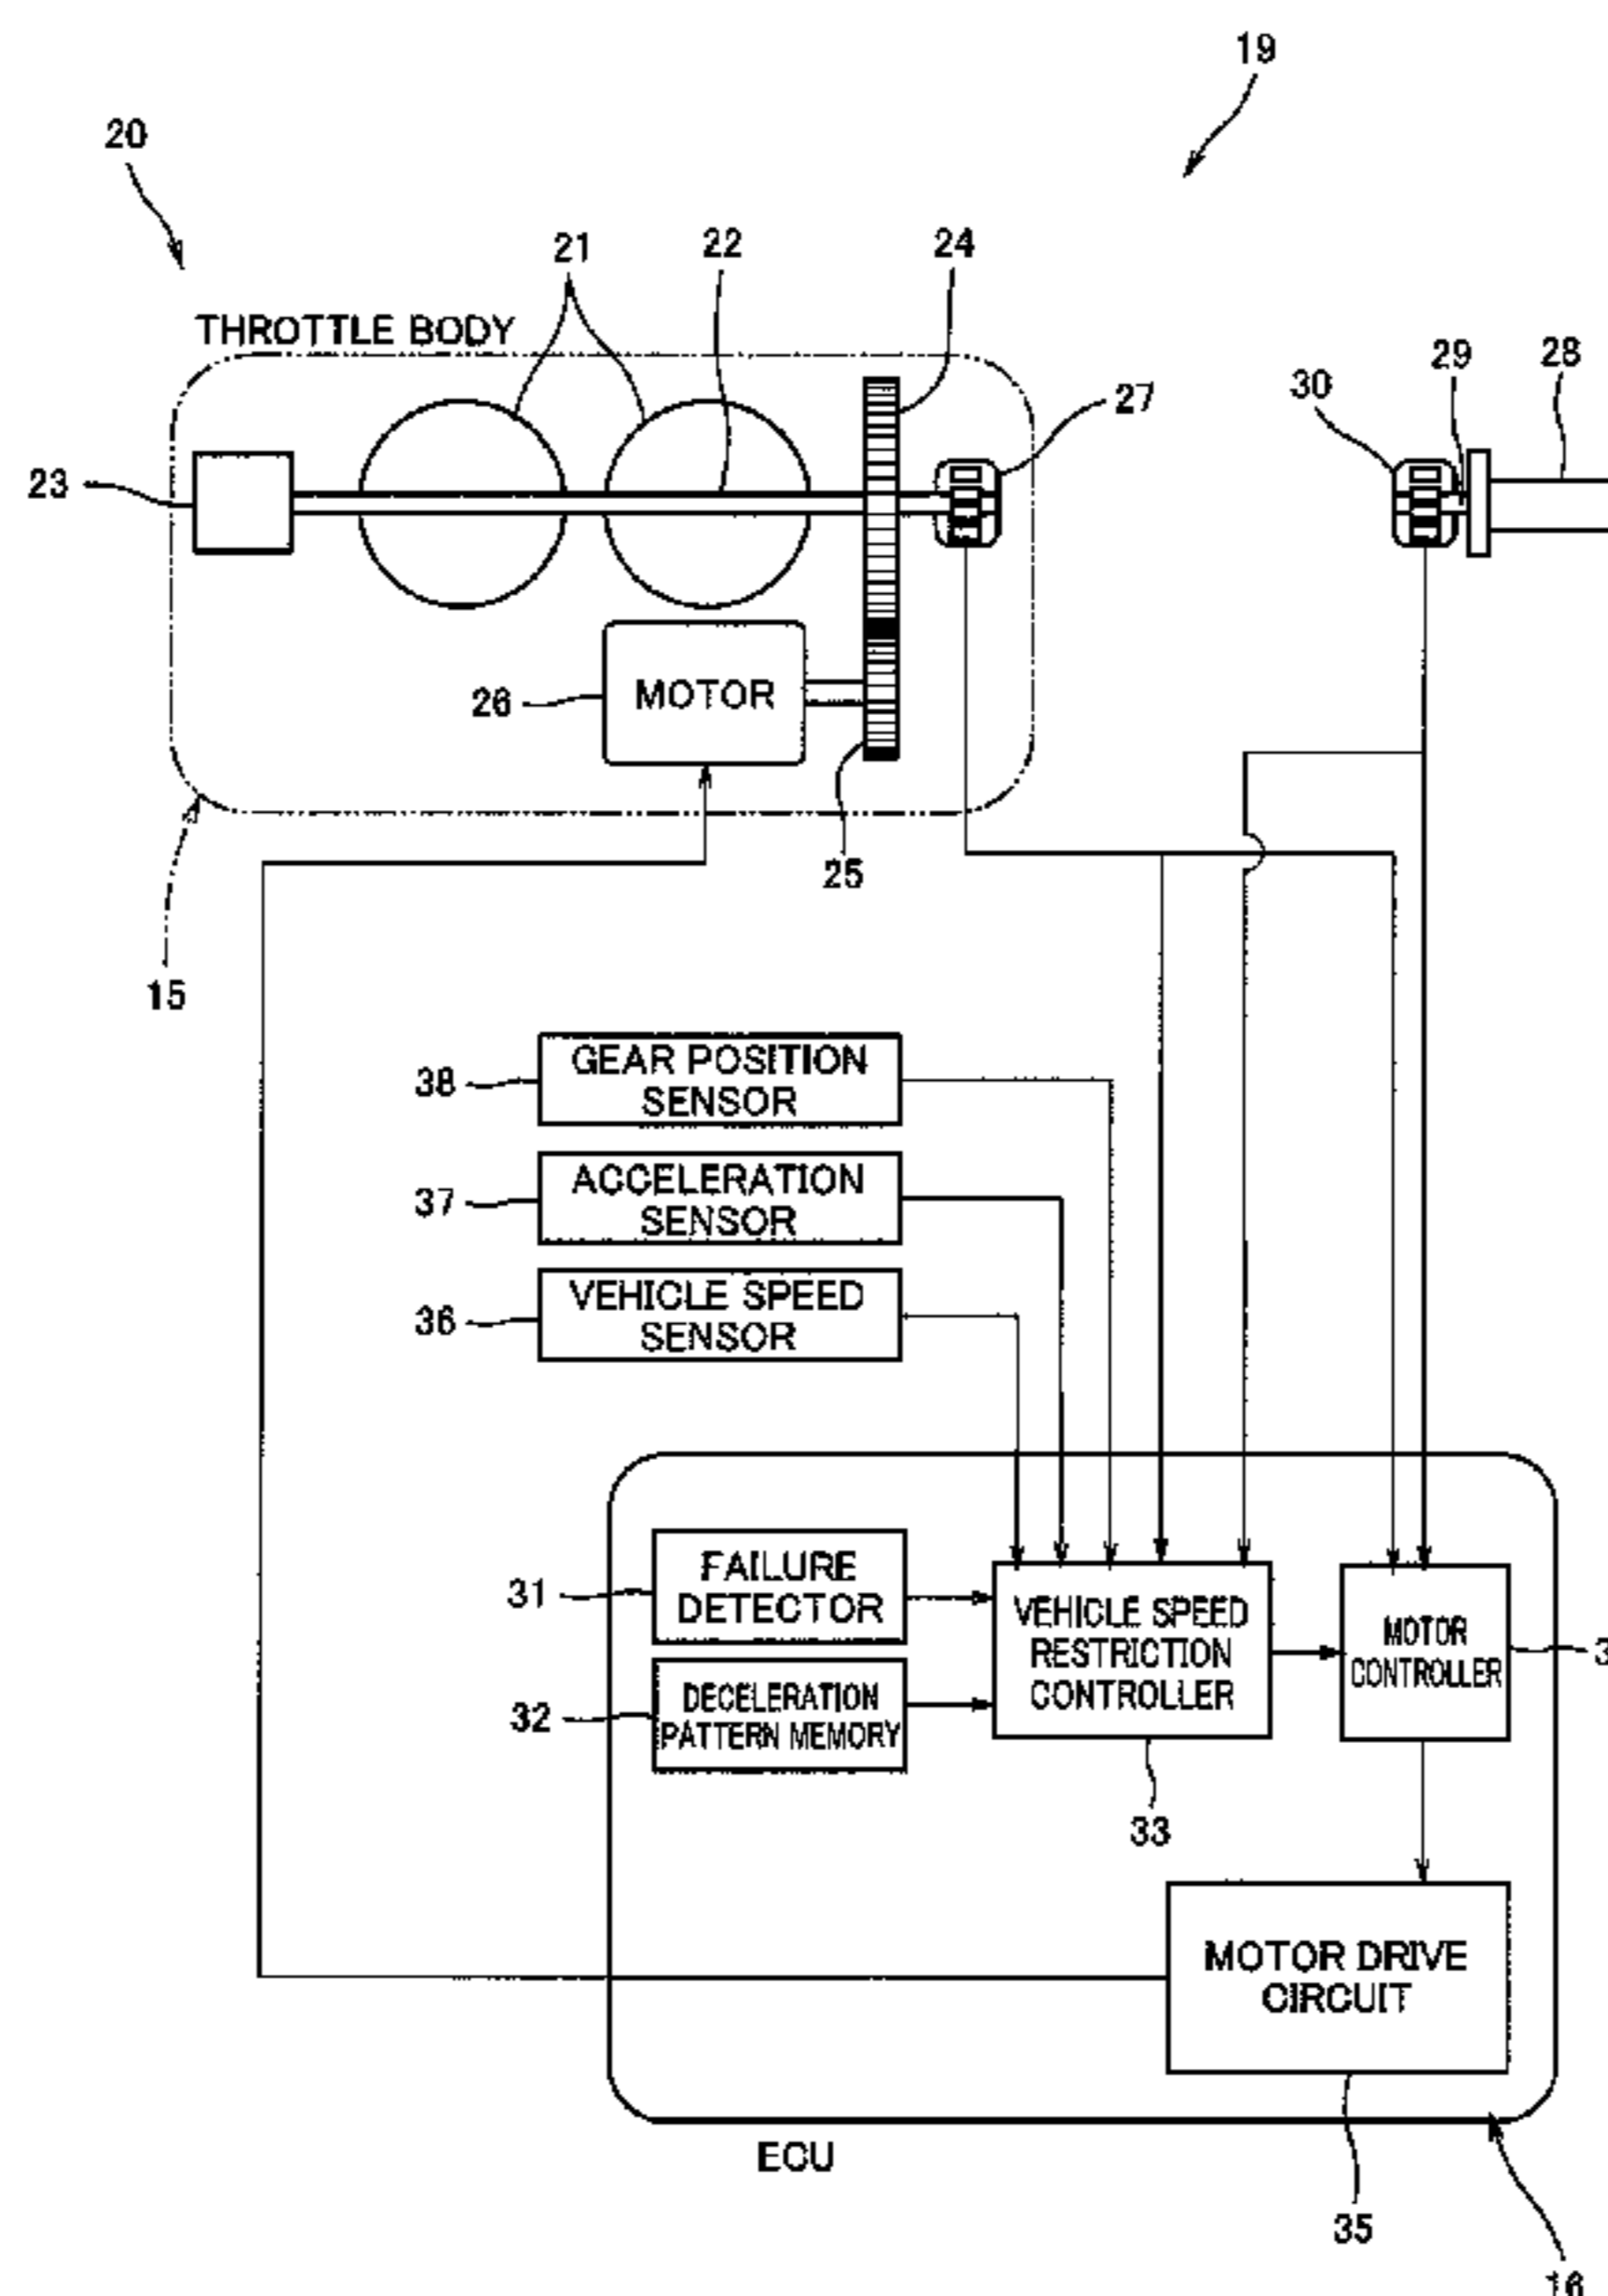 19
20
21
22
24
THROTTLE BODY
29
28
30
27
23
26
MOTOR
25
15
38
GEAR POSITION
SENSOR
37
ACCELERATION
SENSOR
36
VEHICLE SPEED
SENSOR
31
FAILURE
DETECTOR
VEHICLE SPEED
RESTRICTION
CONTROLLER
MOTOR
CONTROLLER
32
DECELERATION
PATTERN MEMORY
33
MOTOR DRIVE
CIRCUIT
ECU
35
16